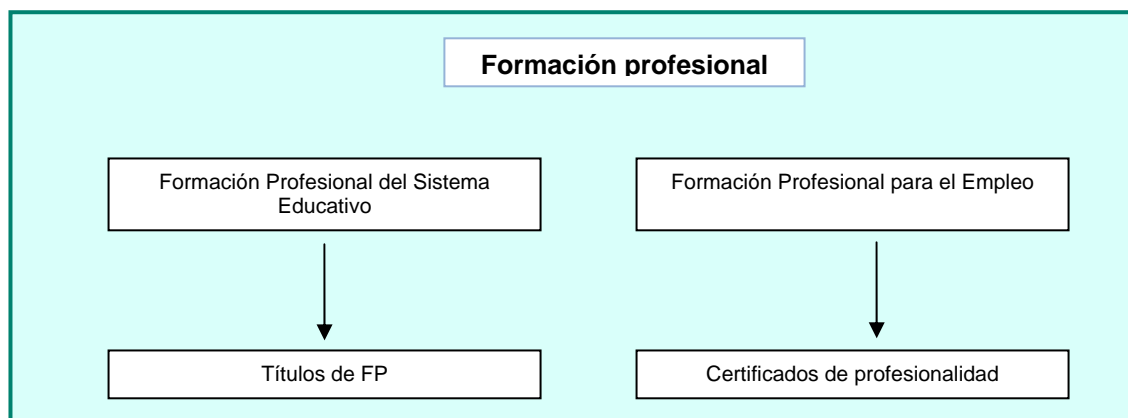 Formación profesional
Formación Profesional del Sistema
Educativo
Formación Profesional para el Empleo
Títulos de FP
Certificados de profesionalidad